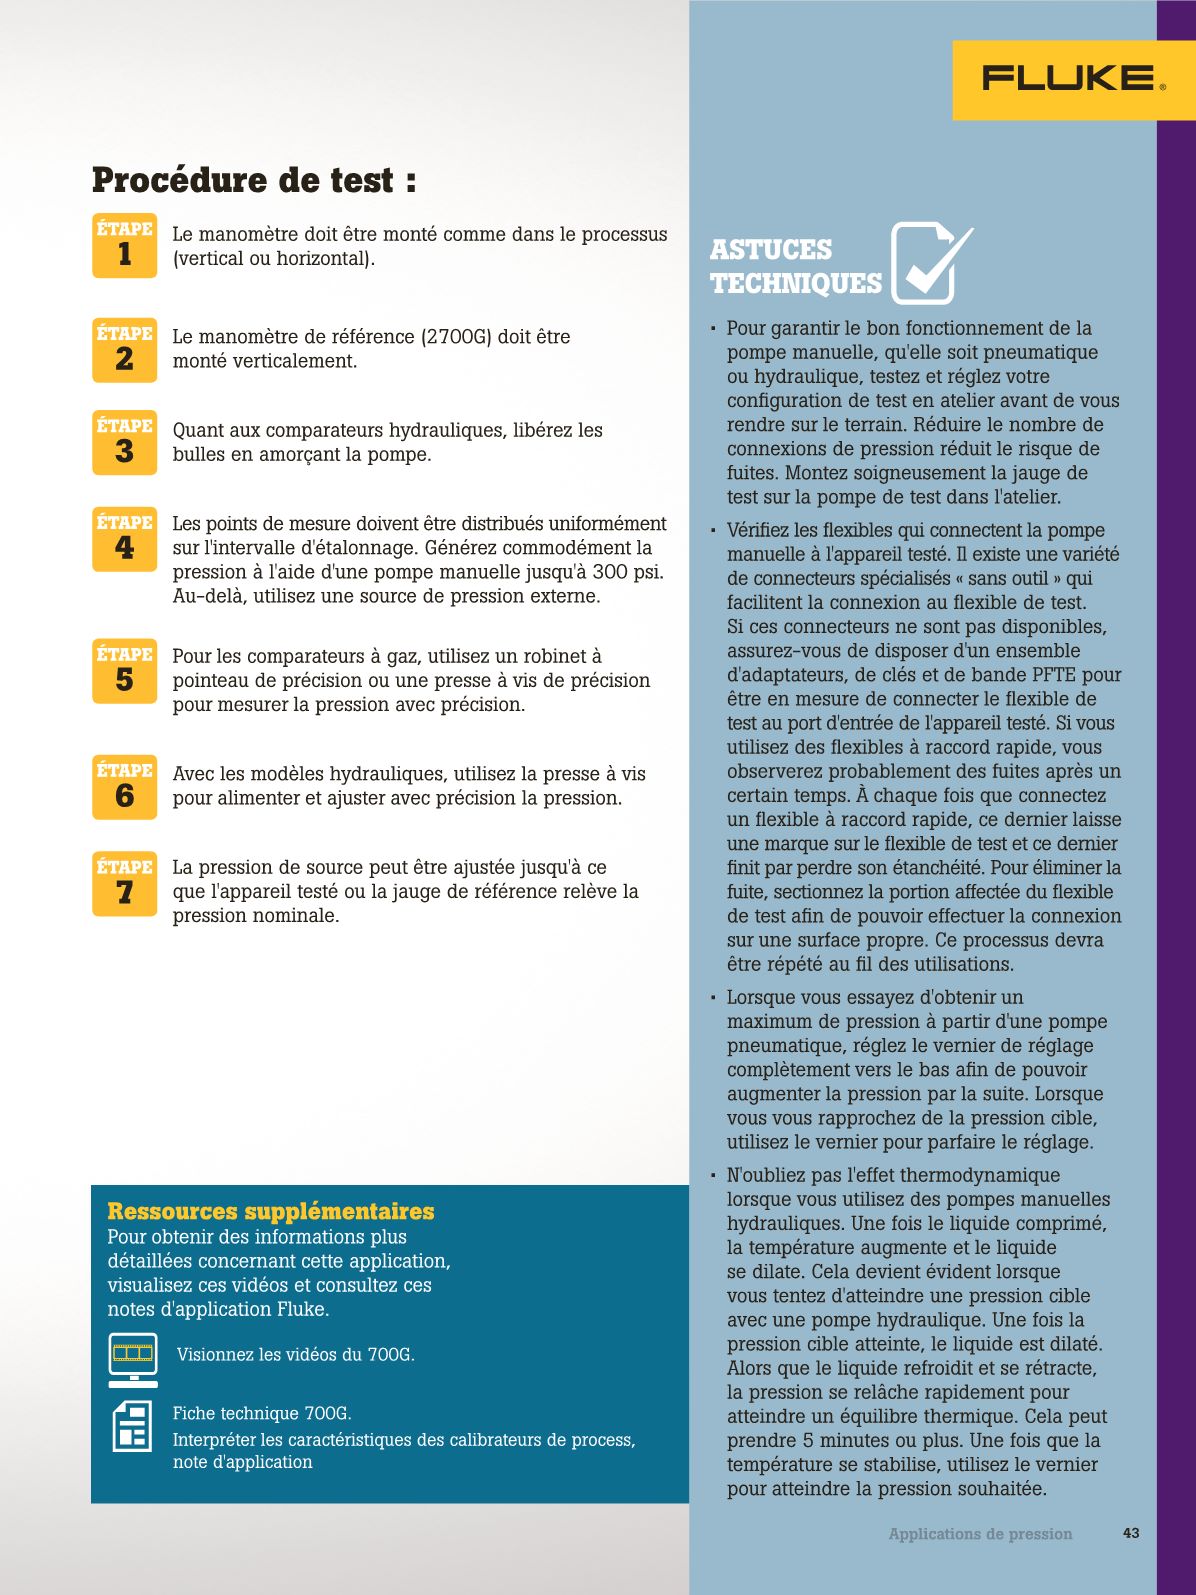 FLUKE®
Procédure de test :
ÉTAPE
1
Le manomètre doit être monté comme dans le processus
(vertical ou horizontal).
ÉTAPE
2
Le manomètre de référence (2700G) doit être
monté verticalement.
ÉTAPE
3
Quant aux comparateurs hydrauliques, libérez les
bulles en amorçant la pompe.
ÉTAPE
4
Les points de mesure doivent être distribués uniformément
sur l'intervalle d'étalonnage. Générez commodément la
pression à l'aide d'une pompe manuelle jusqu'à 300 psi.
Au-delà, utilisez une source de pression externe.
ÉTAPE
5
Pour les comparateurs à gaz, utilisez un robinet à
pointeau de précision ou une presse à vis de précision
pour mesurer la pression avec précision.
ÉTAPE
6
Avec les modèles hydrauliques, utilisez la presse à vis
pour alimenter et ajuster avec précision la pression.
ÉTAPE
7
La pression de source peut être ajustée jusqu'à ce
que l'appareil testé ou la jauge de référence relève la
pression nominale.
Ressources supplémentaires
Pour obtenir des informations plus
détaillées concernant cette application,
visualisez ces vidéos et consultez ces
notes d'application Fluke.
Visionnez les vidéos du 700G.
Fiche technique 700G.
Interpréter les caractéristiques des calibrateurs de process,
note d'application
ASTUCES
TECHNIQUES
· Pour garantir le bon fonctionnement de la
pompe manuelle, qu'elle soit pneumatique
ou hydraulique, testez et réglez votre
configuration de test en atelier avant de vous
rendre sur le terrain. Réduire le nombre de
connexions de pression réduit le risque de
fuites. Montez soigneusement la jauge de
test sur la pompe de test dans l'atelier.
· Vérifiez les flexibles qui connectent la pompe
manuelle à l'appareil testé. Il existe une variété
de connecteurs spécialisés « sans outil » qui
facilitent la connexion au flexible de test.
Si ces connecteurs ne sont pas disponibles,
assurez-vous de disposer d'un ensemble
d'adaptateurs, de clés et de bande PFTE pour
être en mesure de connecter le flexible de
test au port d'entrée de l'appareil testé. Si vous
utilisez des flexibles à raccord rapide, vous
observerez probablement des fuites après un
certain temps. À chaque fois que connectez
un flexible à raccord rapide, ce dernier laisse
une marque sur le flexible de test et ce dernier
finit par perdre son étanchéité. Pour éliminer la
fuite, sectionnez la portion affectée du flexible
de test afin de pouvoir effectuer la connexion
sur une surface propre. Ce processus devra
être répété au fil des utilisations.
· Lorsque vous essayez d'obtenir un
maximum de pression à partir d'une pompe
pneumatique, réglez le vernier de réglage
complètement vers le bas afin de pouvoir
augmenter la pression par la suite. Lorsque
vous vous rapprochez de la pression cible,
utilisez le vernier pour parfaire le réglage.
· N'oubliez pas l'effet thermodynamique
lorsque vous utilisez des pompes manuelles
hydrauliques. Une fois le liquide comprimé,
la température augmente et le liquide
se dilate. Cela devient évident lorsque
vous tentez d'atteindre une pression cible
avec une pompe hydraulique. Une fois la
pression cible atteinte, le liquide est dilaté.
Alors que le liquide refroidit et se rétracte,
la pression se relâche rapidement pour
atteindre un équilibre thermique. Cela peut
prendre 5 minutes ou plus. Une fois que la
température se stabilise, utilisez le vernier
pour atteindre la pression souhaitée.
Applications de pression 43